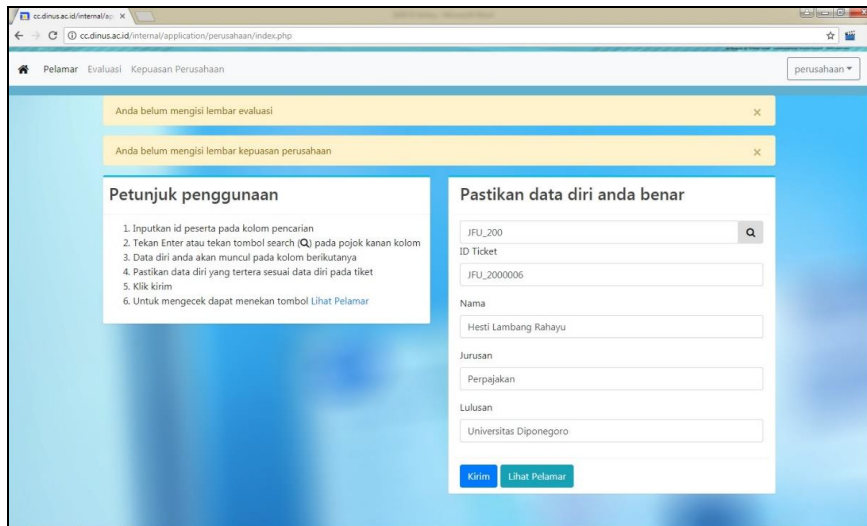 cc.dinus.ac.id/internal/ap
cc.dinus.ac.id/internal/application/perusahaan/index.php
Pelamar Evaluasi Kepuasan Perusahaan
perusahaan
Anda belum mengisi lembar evaluasi
×
Anda belum mengisi lembar kepuasan perusahaan
×
Petunjuk penggunaan
1. Inputkan id peserta pada kolom pencarian
2. Tekan Enter atau tekan tombol search () pada pojok kanan kolom
3. Data diri anda akan muncul pada kolom berikutanya
4. Pastikan data diri yang tertera sesuai data diri pada tiket
5. Klik kirim
6. Untuk mengecek dapat menekan tombol Lihat Pelamar
Pastikan data diri anda benar
JFU_200
ID Ticket
JFU_2000006
Nama
Hesti Lambang Rahayu
Jurusan
Perpajakan
Lulusan
Universitas Diponegoro
Kirim
Lihat Pelamar